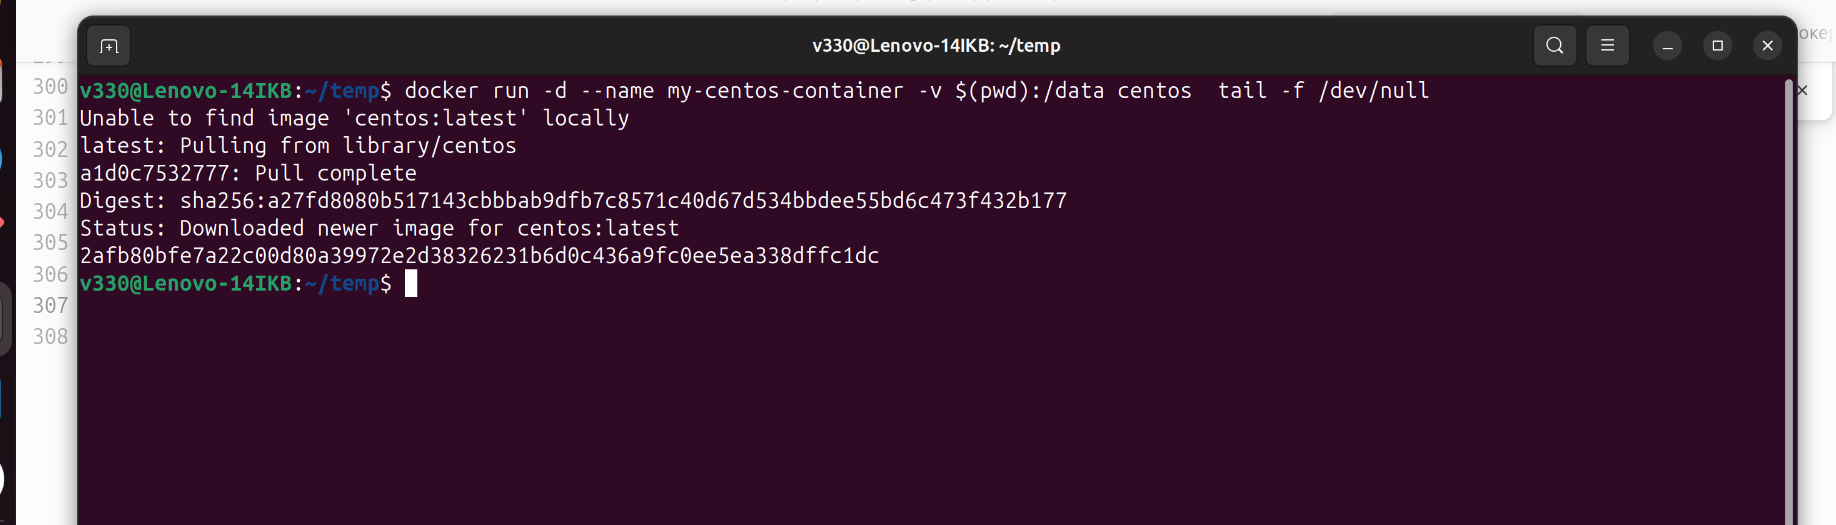 v330@Lenovo-14IKB: ~/temp
окер
300
301
302
303
304
305
306
307
308
v330@Lenovo-14IKB:~/temp$ docker run -d --name my-centos-container -v $(pwd):/data centos  tail -f /dev/null
Unable to find image 'centos:latest' locally
latest: Pulling from library/centos
a1d0c7532777: Pull complete
Digest: sha256:a27fd8080b517143cbbbab9dfb7c8571c40d67d534bbdee55bd6c473f432b177
Status: Downloaded newer image for centos:latest
2afb80bfe7a22c00d80a39972e2d38326231b6d0c436a9fc0ee5ea338dffc1dc
v330@Lenovo-14IKB:~/temp$